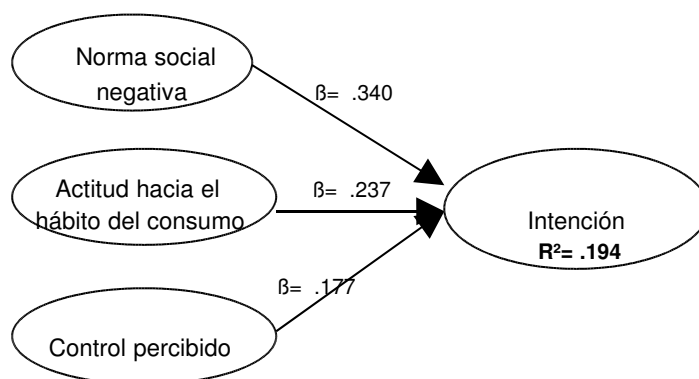 Norma social
negativa
ß= .340
Actitud hacia el
hábito del consumo
ß= .237
Intención
R²= .194
ß= .177
Control percibido